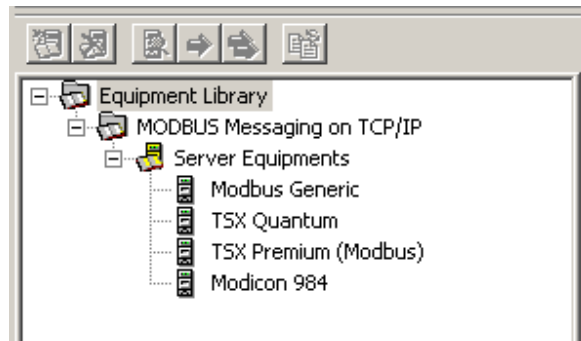 Equipment Library
MODBUS Messaging on TCP/IP
Server Equipments
Modbus Generic
TSX Quantum
TSX Premium (Modbus)
Modicon 984